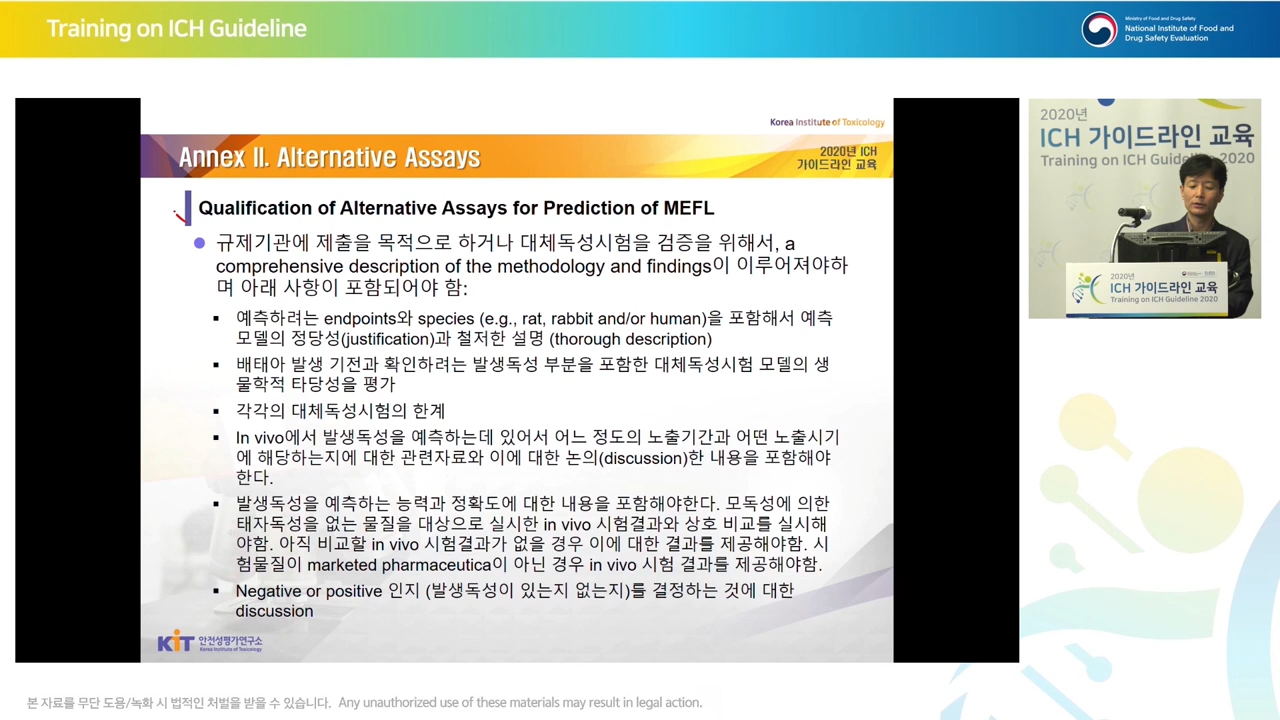 Training on ICH Guideline
Ministry of Food and Drug Safety
National Institute of Food and
Drug Safety Evaluation
Korea Institute of Toxicology
Annex II. Alternative Assays
2020년 ICH
가이드라인 교육
Qualification of Alternative Assays for Prediction of MEFL
규제기관에 제출을 목적으로 하거나 대체독성시험을 검증을 위해서, a
comprehensive description of the methodology and findings이 이루어져야하
며 아래 사항이 포함되어야 함:
예측하려는 endpoints와 species (e.g., rat, rabbit and/or human)을 포함해서 예측
모델의 정당성(justification)과 철저한 설명 (thorough description)
배태아 발생 기전과 확인하려는 발생독성 부분을 포함한 대체독성시험 모델의 생
물학적 타당성을 평가
각각의 대체독성시험의 한계
In vivo에서 발생독성을 예측하는데 있어서 어느 정도의 노출기간과 어떤 노출시기
에 해당하는지에 대한 관련자료와 이에 대한 논의(discussion)한 내용을 포함해야
한다.
발생독성을 예측하는 능력과 정확도에 대한 내용을 포함해야한다. 모독성에 의한
태자독성을 없는 물질을 대상으로 실시한 in vivo 시험결과와 상호 비교를 실시해
야함. 아직 비교할 in vivo 시험결과가 없을 경우 이에 대한 결과를 제공해야함. 시
험물질이 marketed pharmaceutica이 아닌 경우 in vivo 시험 결과를 제공해야함.
Negative or positive 인지 (발생독성이 있는지 없는지)를 결정하는 것에 대한
discussion
KIT 안전성평가연구소
Korea Institute of Toxicology
2020년
ICH 가이드라인 교육
Training on ICH Guideline 2020
2020년
ICH 가이드라인 교육
Training on ICH Guideline 2020
본 자료를 무단 도용/녹화 시 법적인 처벌을 받을 수 있습니다. Any unauthorized use of these materials may result in legal action.